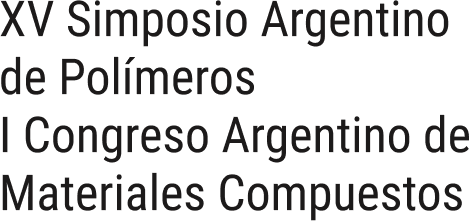 XV Simposio Argentino
de Polímeros
I Congreso Argentino de
Materiales Compuestos